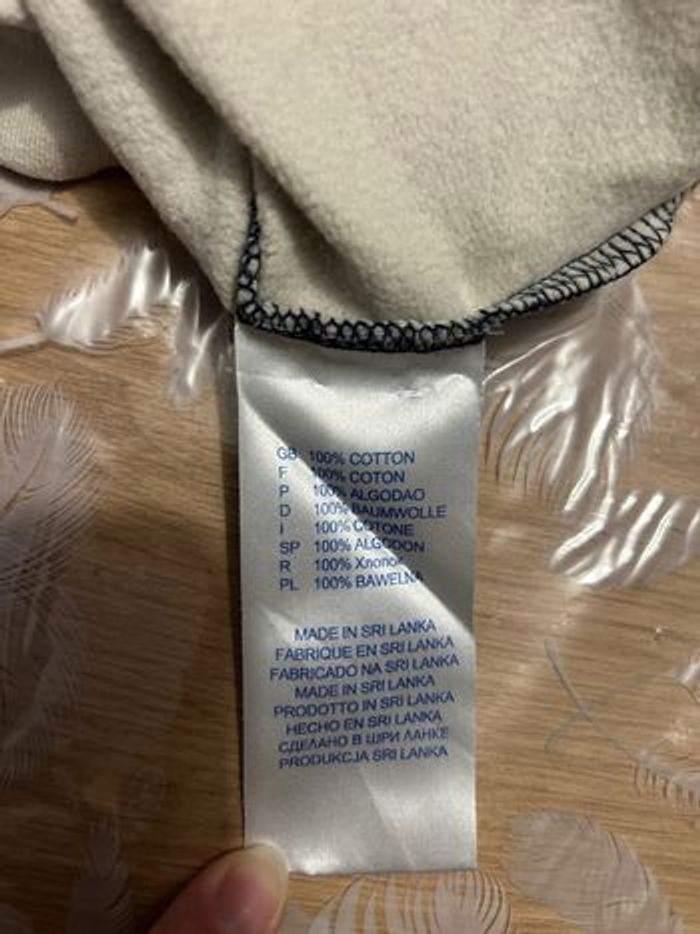 GB 100% COTTON
F 100% COTON
P 100% ALGODAO
D 100% BAUMWOLLE
I 100% COTONE
SP 100% ALGODON
R 100% Хлопок
PL 100% BAWELNA
MADE IN SRI LANKA
FABRIQUE EN SRI LANKA
FABRICADO NA SRI LANKA
MADE IN SRI LANKA
PRODOTTO IN SRI LANKA
HECHO EN SRI LANKA
СДЕЛАНО В ШРИ ЛАНКЕ
PRODUKCJA SRI LANKA